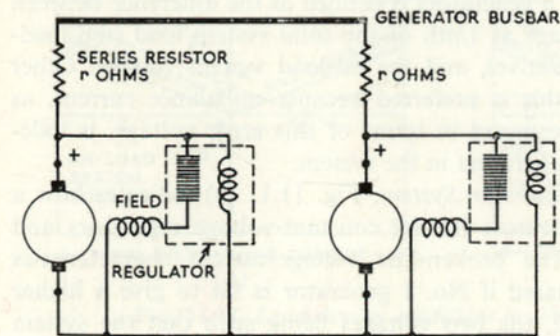 GENERATOR BUSBAR
SERIES RESISTOR
r OHMS
r OHMS
+
+
FIELD
REGULATOR